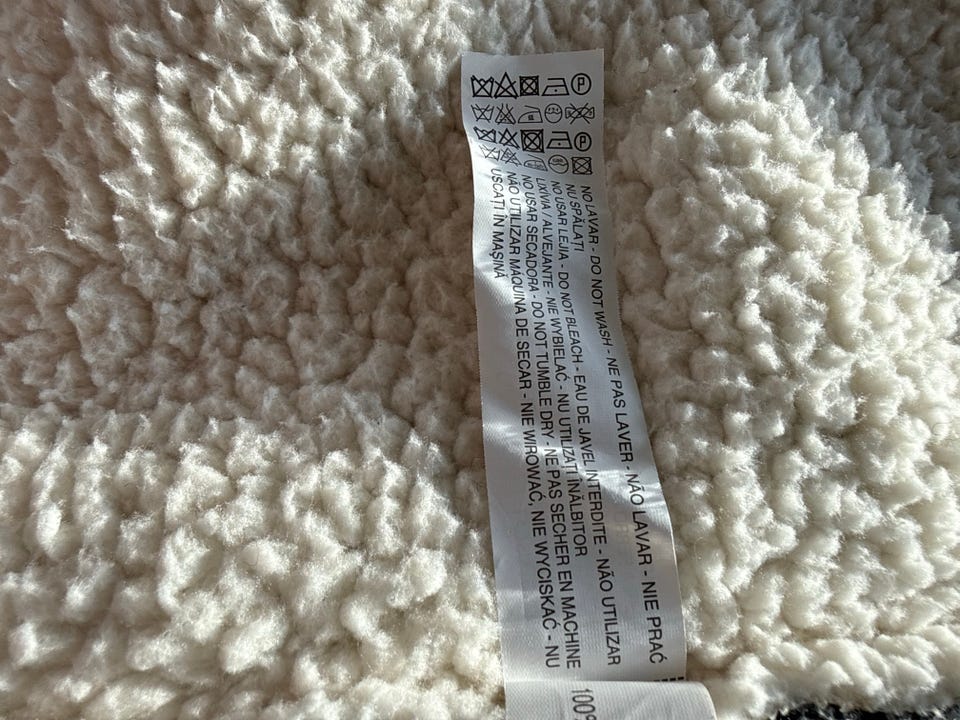 NO LAVAR - DO NOT WASH - NE PAS LAVER - NÃO LAVAR - NIE PRAĆ
NU SPĂLAȚI
NO USAR LEJIA - DO NOT BLEACH - EAU DE JAVEL INTERDITE - NÃO UTILIZAR
LIXÍVIA / ALVEJANTE - NIE WYBIELAĆ - NU UTILIZAȚI ÎNĂLBITOR
NO USAR SECADORA - DO NOT TUMBLE DRY - NE PAS SECHER EN MACHINE
NÃO UTILIZAR MÁQUINA DE SECAR - NIE WIROWAĆ, NIE WYCISKAĆ - NU
USCAȚI ÎN MAȘINĂ
100%